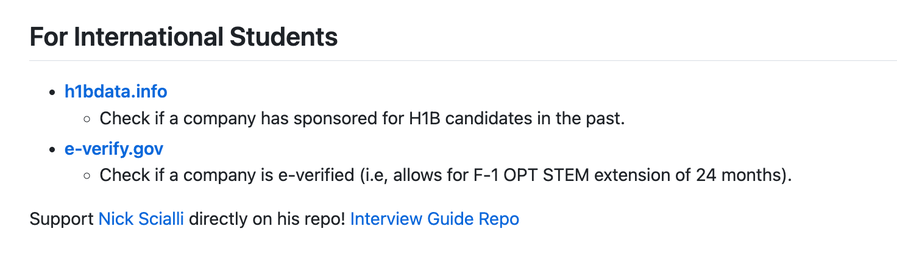 For International Students
h1bdata.info
Check if a company has sponsored for H1B candidates in the past.
e-verify.gov
Check if a company is e-verified (i.e, allows for F-1 OPT STEM extension of 24 months).
Support Nick Scialli directly on his repo! Interview Guide Repo